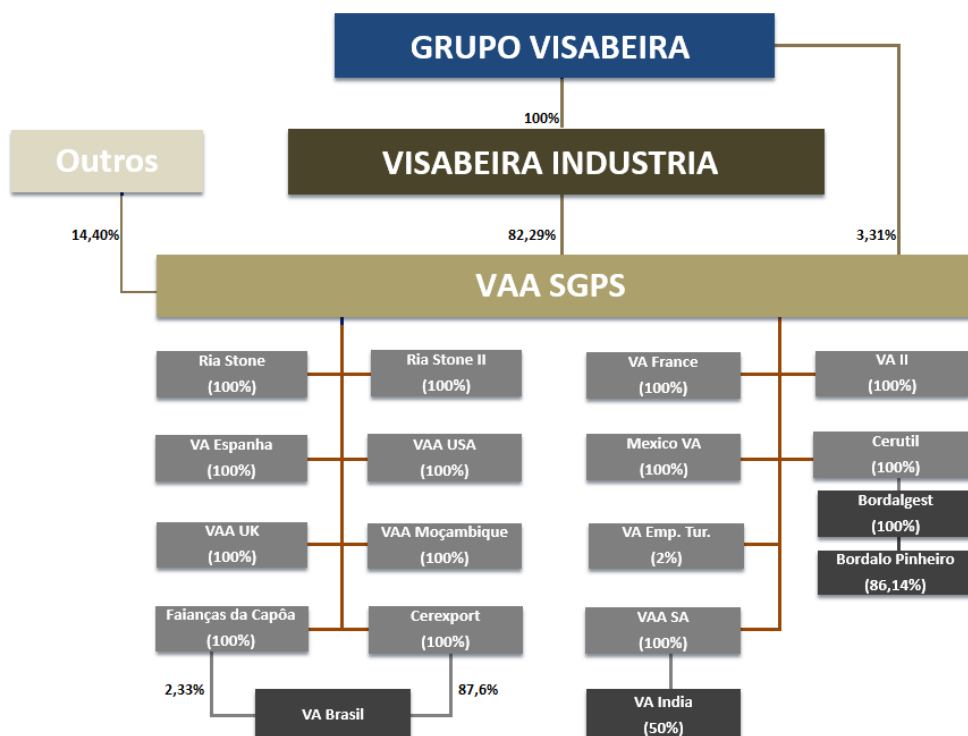 GRUPO VISABEIRA
100%
Outros
VISABEIRA INDUSTRIA
14,40%
82,29%
3,31%
VAA SGPS
Ria Stone
(100%)
Ria Stone II
(100%)
VA France
(100%)
VA II
(100%)
VA Espanha
(100%)
VAA USA
(100%)
Mexico VA
(100%)
Cerutil
(100%)
Bordalgest
(100%)
VAA UK
(100%)
VAA Moçambique
(100%)
VA Emp. Tur.
(2%)
Bordalo Pinheiro
(86,14%)
Faianças da Capôa
(100%)
Cerexport
(100%)
VAA SA
(100%)
2,33%
87,6%
VA Brasil
VA India
(50%)